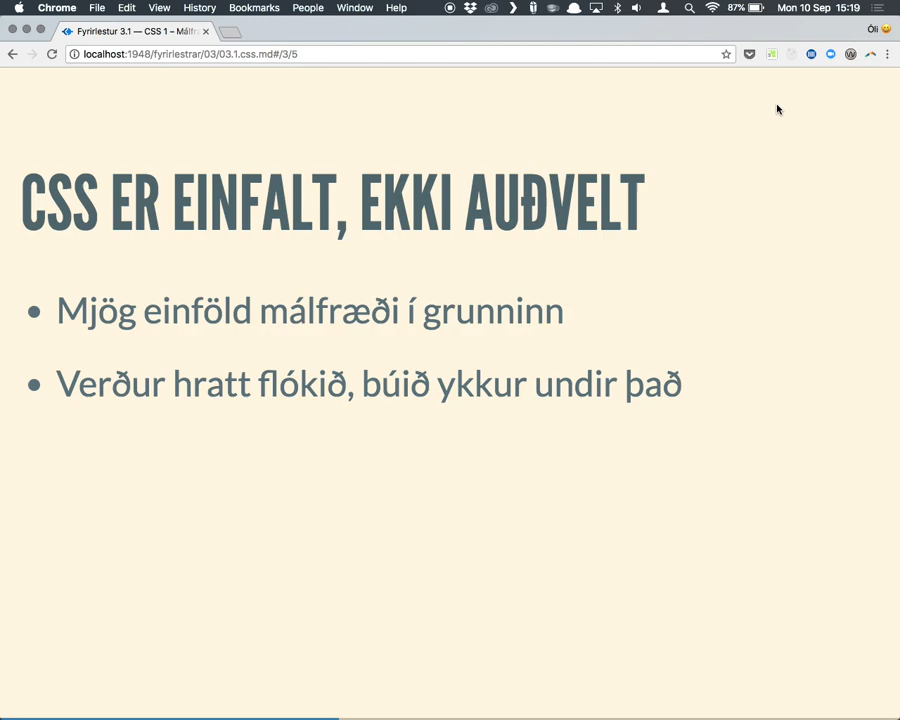 Chrome File Edit View History Bookmarks People Window Help 87% Mon 10 Sep 15:19
Fyrirlestur 3.1 — CSS 1 – Málfr
Óli
localhost:1948/fyrirlestrar/03/03.1.css.md#/3/5
CSS ER EINFALT, EKKI AUÐVELT
• Mjög einföld málfræði í grunninn
• Verður hratt flókið, búið ykkur undir það